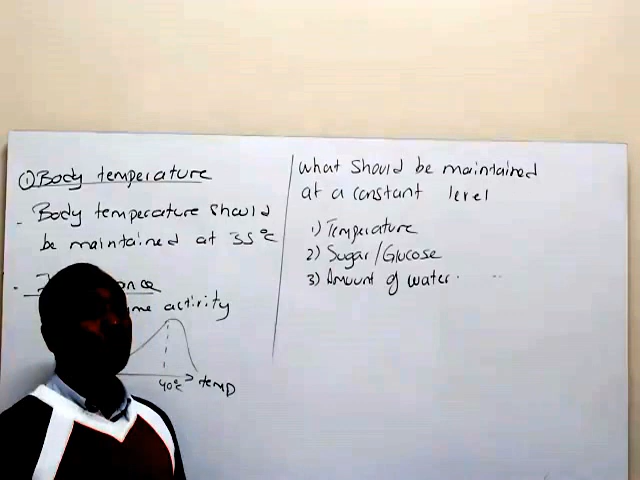 ① Body temperature
- Body temperature should
be maintained at 35°C
activity
40°C temp
What should be maintained
at a constant level
1) Temperature
2) Sugar/Glucose
3) Amount of water.